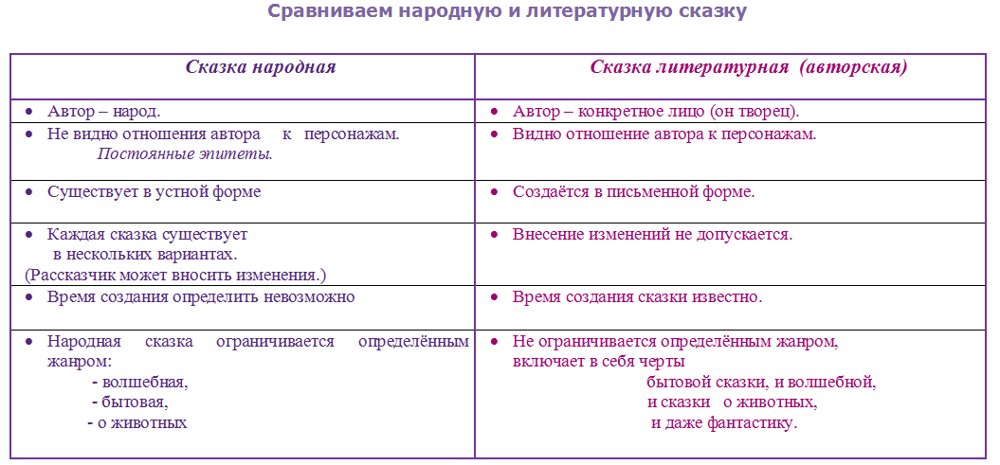 Сравниваем народную и литературную сказку
Сказка народная
Сказка литературная (авторская)
• Автор – народ.
• Автор – конкретное лицо (он творец).
• Не видно отношения автора к персонажам.
Постоянные эпитеты.
• Видно отношение автора к персонажам.
• Существует в устной форме
• Создаётся в письменной форме.
• Каждая сказка существует
в нескольких вариантах.
(Рассказчик может вносить изменения.)
• Внесение изменений не допускается.
• Время создания определить невозможно
• Время создания сказки известно.
• Народная сказка ограничивается определённым
жанром:
- волшебная,
- бытовая,
- о животных
• Не ограничивается определённым жанром,
включает в себя черты
бытовой сказки, и волшебной,
и сказки о животных,
и даже фантастику.